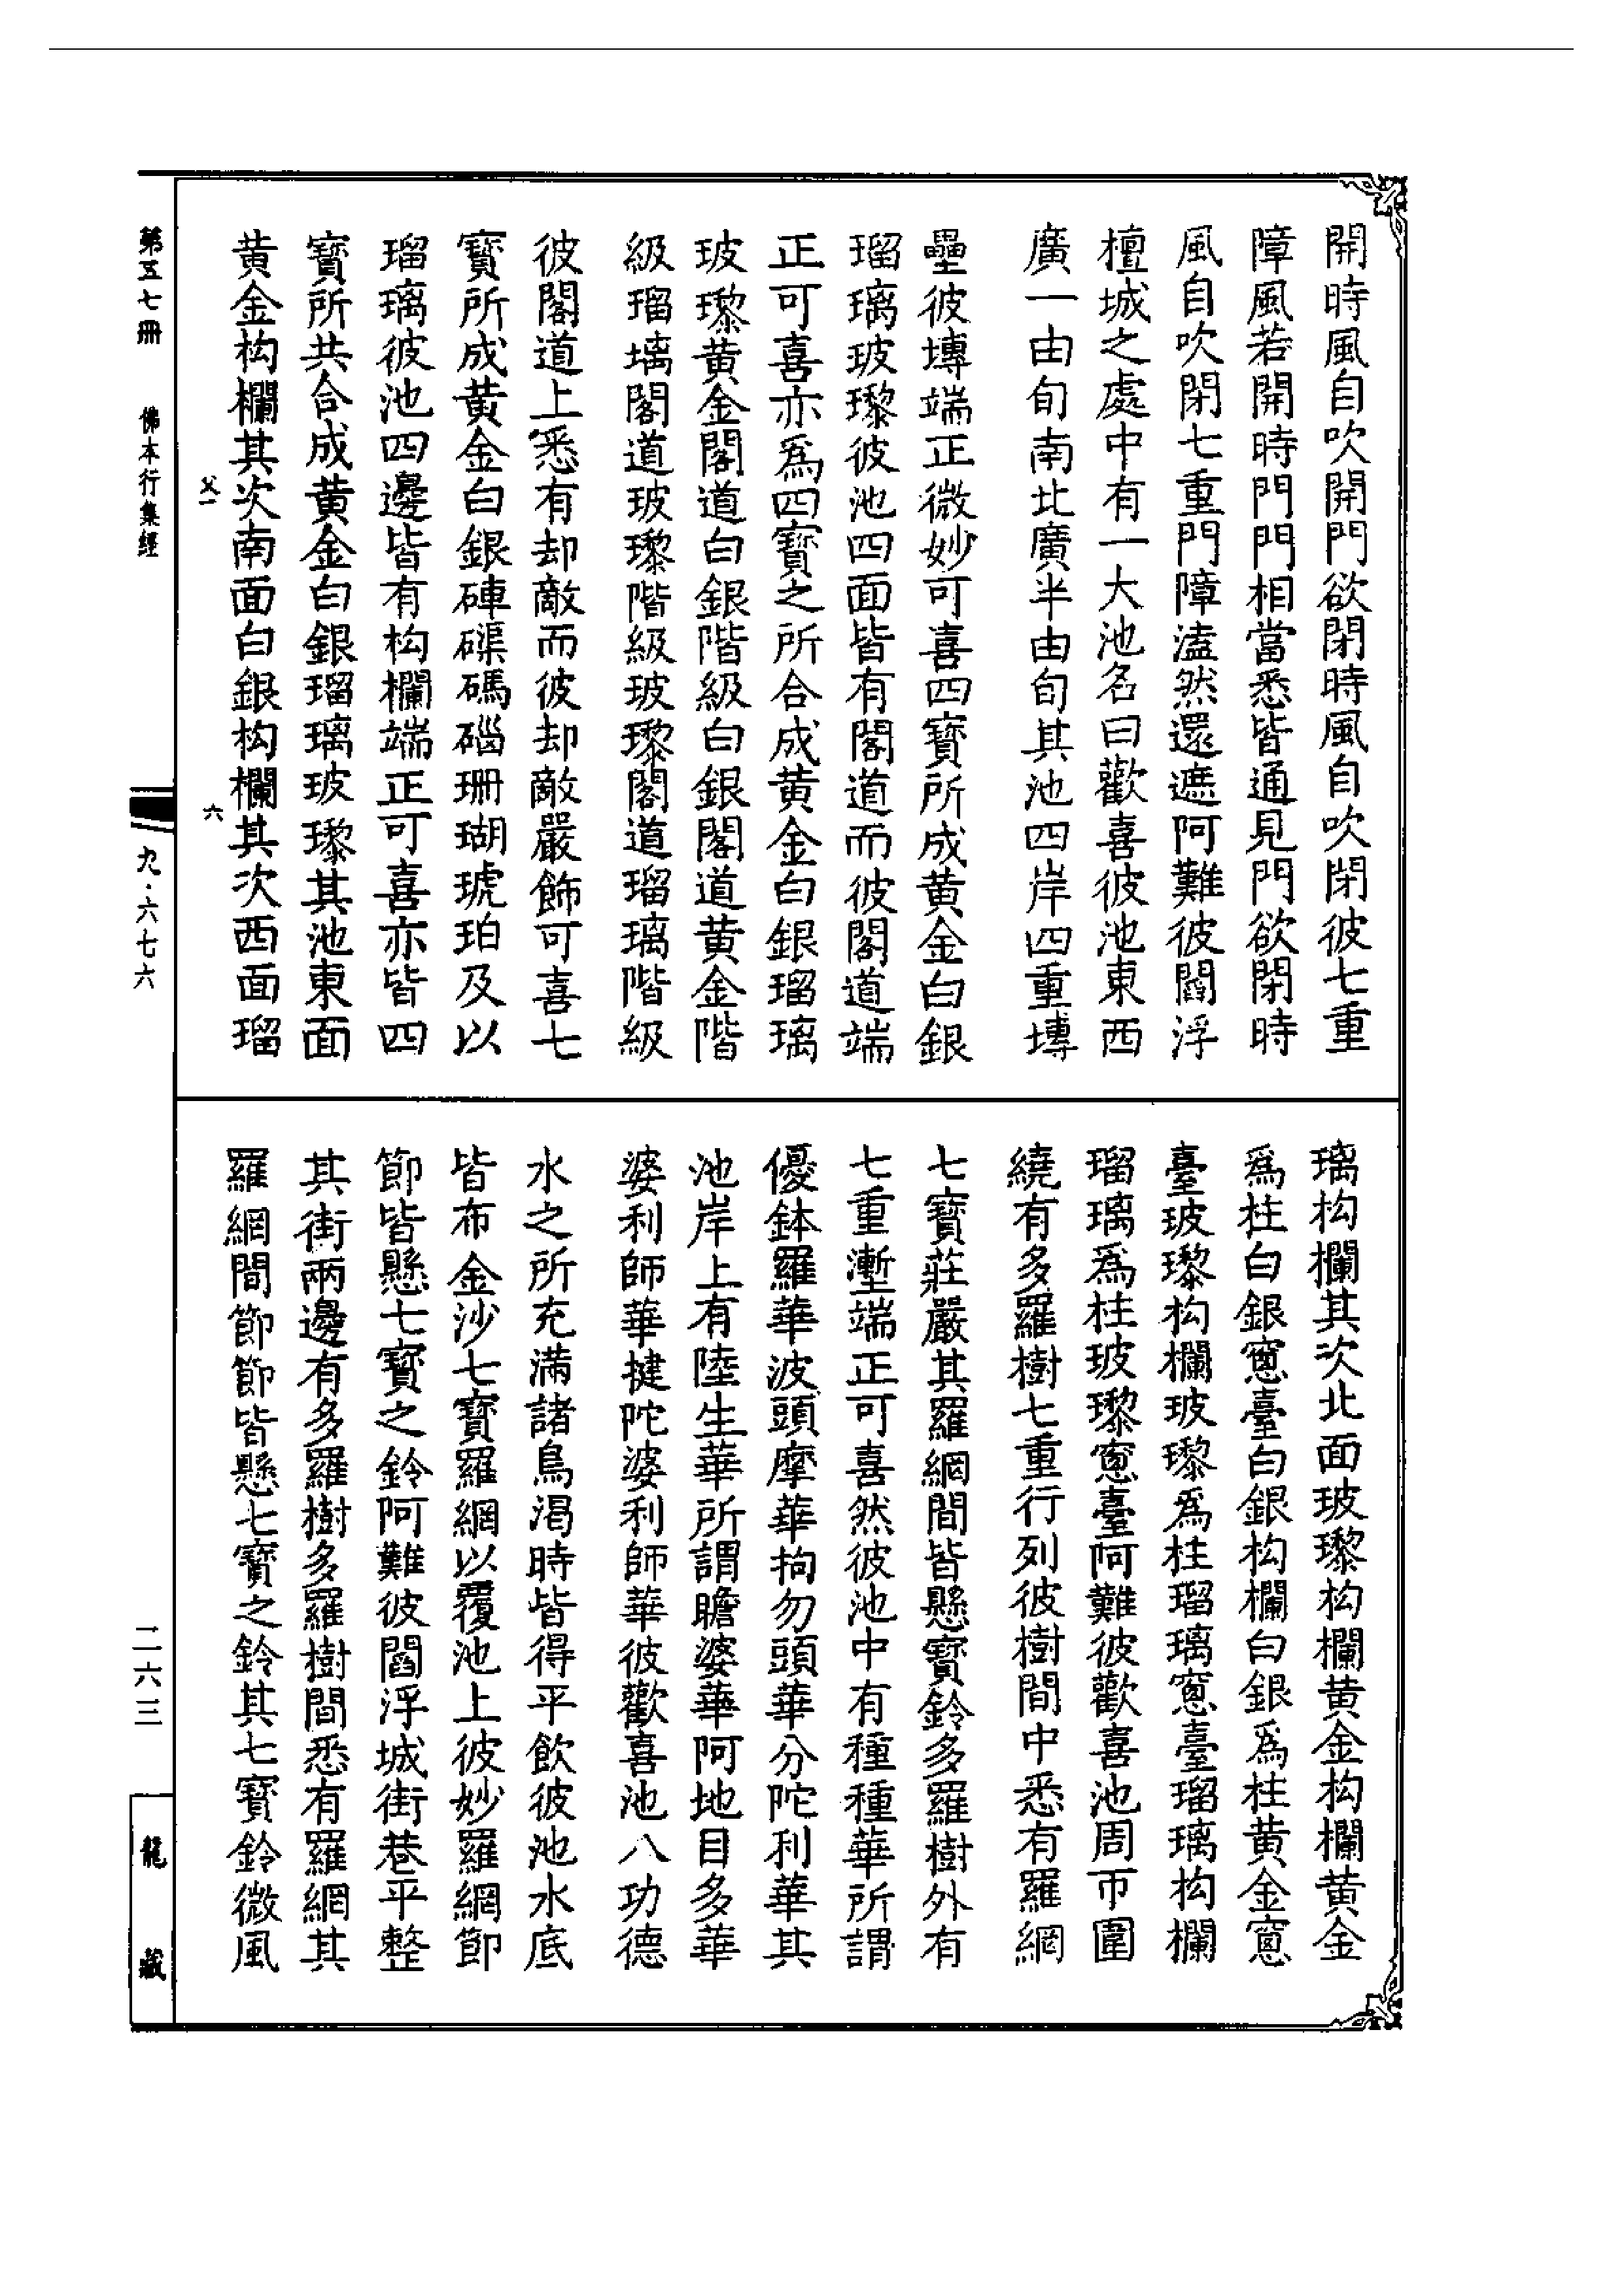 開時風自吹開門欲閉時風自吹閉彼七重
障風若開時門門相當悉皆通見門欲閉時
風自吹閉七重門障溘然還遮阿難彼閻浮
檀城之處中有一大池名曰歡喜彼池東西
廣一由旬南北廣半由旬其池四岸四重塼
壘彼塼端正微妙可喜四寶所成黄金白銀
瑠璃玻瓈彼池四面皆有閣道而彼閣道端
正可喜亦爲四寶之所合成黄金白銀瑠璃
玻瓈黄金閣道白銀階級白銀閣道黄金階
級瑠璃閣道玻瓈階級玻瓈閣道瑠璃階級
彼閣道上悉有却敵而彼却敵嚴飾可喜七
寶所成黄金白銀硨磲碼碯珊瑚琥珀及以
瑠璃彼池四邊皆有构欄端正可喜亦皆四
寶所共合成黄金白銀瑠璃玻瓈其池東面
黄金构欄其次南面白銀构欄其次西面瑠
璃构欄其次北面玻瓈构欄黄金构欄黄金
爲柱白銀窻臺白銀构欄白銀爲柱黄金窻
臺玻瓈构欄玻瓈爲柱瑠璃窻臺瑠璃构欄
瑠璃爲柱玻瓈窻臺阿難彼歡喜池周帀圍
繞有多羅樹七重行列彼樹間中悉有羅網
七寶莊嚴其羅網間皆懸寶鈴多羅樹外有
七重壍端正可喜然彼池中有種種華所謂
優鉢羅華波頭摩華拘勿頭華分陀利華其
池岸上有陸生華所謂瞻婆華阿地目多華
婆利師華揵陀婆利師華彼歡喜池八功德
水之所充滿諸鳥渴時皆得平飲彼池水底
皆布金沙七寶羅網以覆池上彼妙羅網節
節皆懸七寶之鈴阿難彼閻浮城街巷平整
其街兩邊有多羅樹多羅樹間悉有羅網其
羅網間節節皆懸七寶之鈴其七寶鈴微風
父一
六
第五七冊
佛本行集經
九·六七六
二六三
龍藏